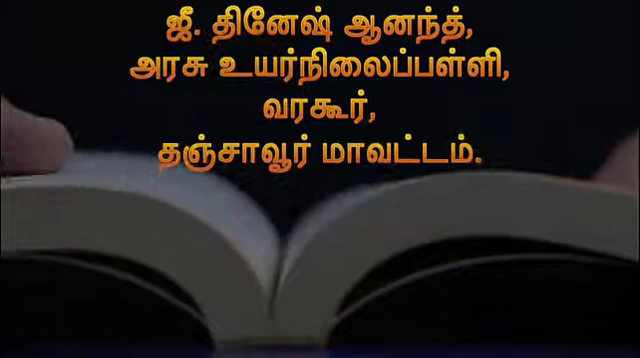 ஜீ. தினேஷ் ஆனந்த்,
அரசு உயர்நிலைப்பள்ளி,
வரகூர்,
தஞ்சாவூர் மாவட்டம்.